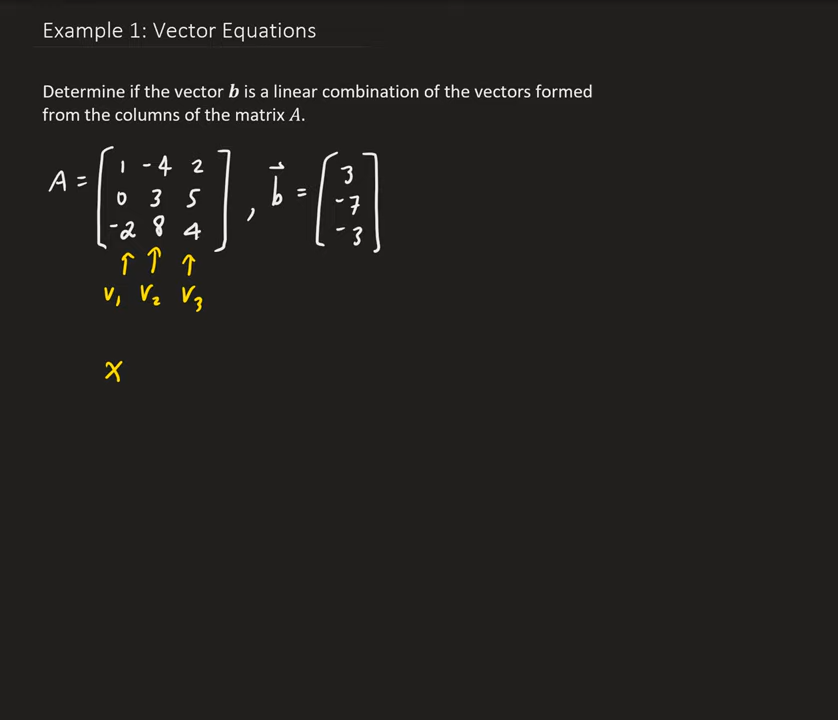 Example 1: Vector Equations
Determine if the vector b is a linear combination of the vectors formed
from the columns of the matrix A.
A = [ 1 -4 2
0 3 5
-2 8 4 ] , b⃗ = [ 3
-7
-3 ]
↑ ↑ ↑
v₁ v₂ v₃
x